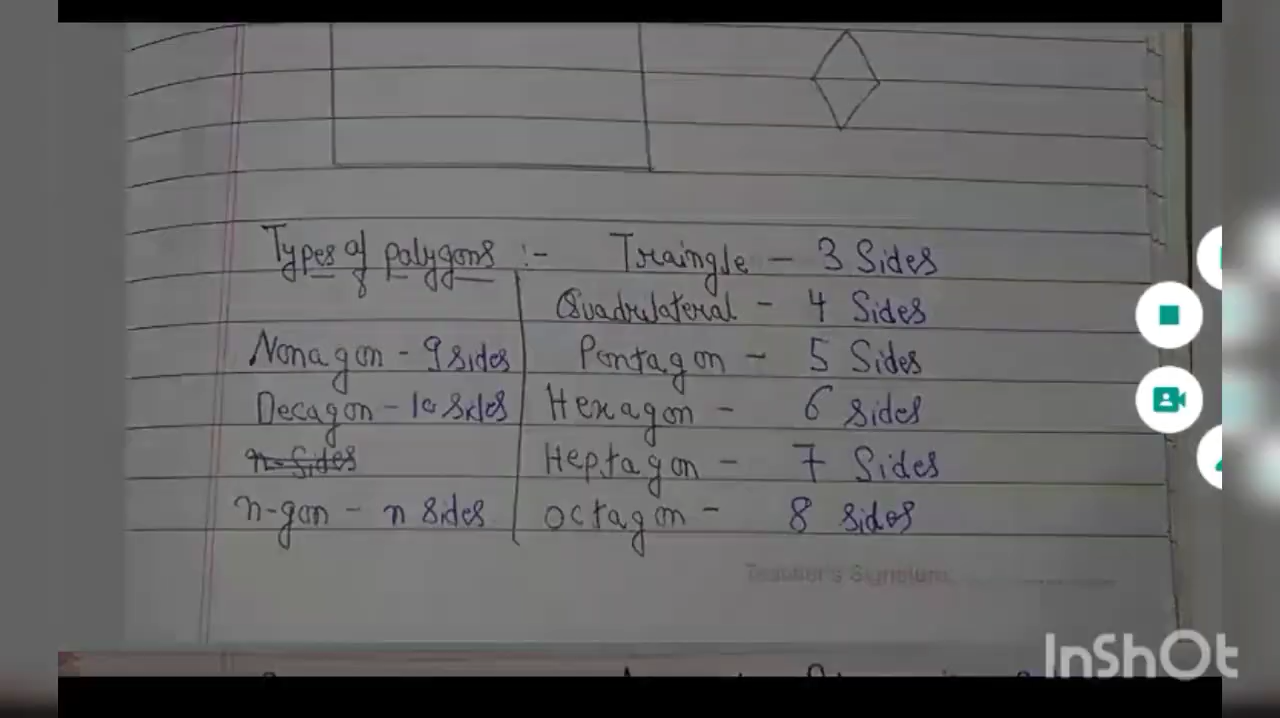 Types of polygons :- Traingle - 3 Sides
Quadrilateral - 4 Sides
Nonagon - 9 sides
Pentagon - 5 Sides
Decagon - 10 sides
Hexagon - 6 sides
n-Sides
Heptagon - 7 Sides
n-gon - n sides
octagon - 8 sides
Teacher's Signature
InShOt